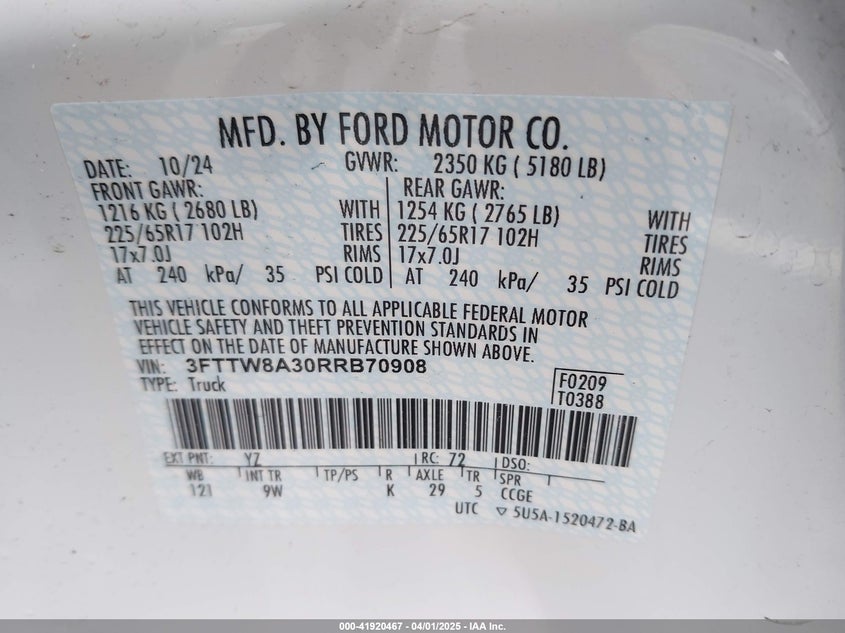 MFD. BY FORD MOTOR CO.
DATE: 10/24 GVWR: 2350 KG ( 5180 LB)
FRONT GAWR: REAR GAWR:
1216 KG ( 2680 LB) WITH 1254 KG ( 2765 LB) WITH
225/65R17 102H TIRES 225/65R17 102H TIRES
17x7.0J RIMS 17x7.0J RIMS
AT 240 kPa/ 35 PSI COLD AT 240 kPa/ 35 PSI COLD
THIS VEHICLE CONFORMS TO ALL APPLICABLE FEDERAL MOTOR
VEHICLE SAFETY AND THEFT PREVENTION STANDARDS IN
EFFECT ON THE DATE OF MANUFACTURE SHOWN ABOVE.
VIN: 3FTTW8A30RRB70908
TYPE: Truck
F0209
T0388
EXT PNT: YZ RC: 72 DSO:
WB INT TR TP/PS R AXLE TR SPR
121 9W K 29 5 CCGE
UTC ▽ 5U5A-1520472-BA
000-41920467 - 04/01/2025 - IAA Inc.